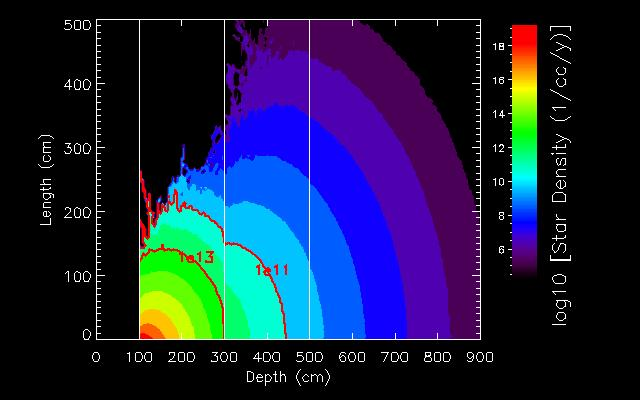 500
400
300
200
100
0
Length (cm)
0 100 200 300 400 500 600 700 800 900
Depth (cm)
1e13
1e11
18
16
14
12
10
8
6
log10 [Star Density (1/cc/y)]